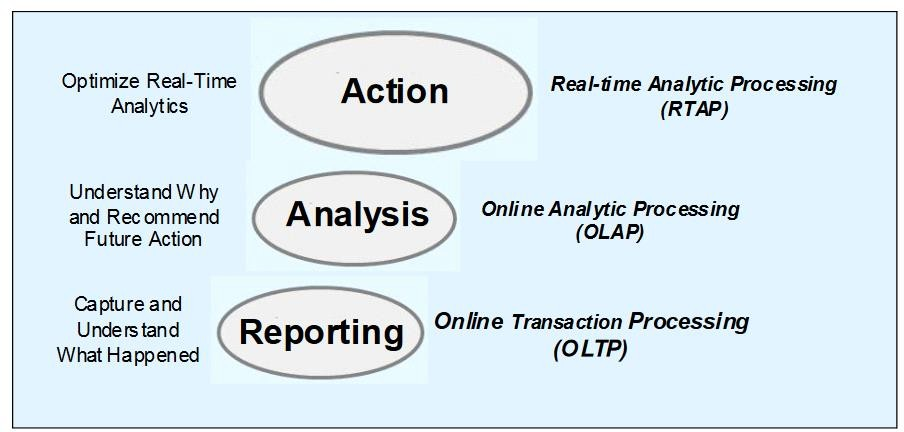 Optimize Real-Time
Analytics
Action
Real-time Analytic Processing
(RTAP)
Understand Why
and Recommend
Future Action
Analysis
Online Analytic Processing
(OLAP)
Capture and
Understand
What Happened
Reporting
Online Transaction Processing
(OLTP)